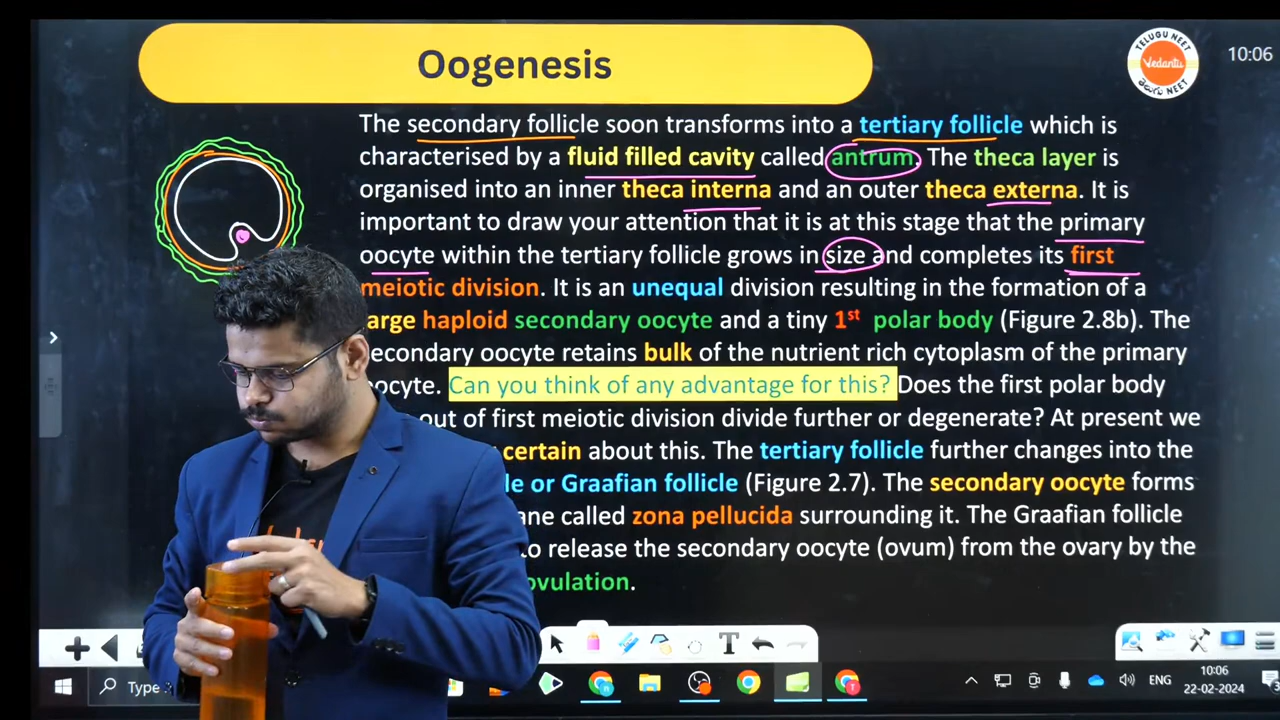 Oogenesis
TELUGU NEET
Vedantu
తెలుగు NEET
10:06
The secondary follicle soon transforms into a tertiary follicle which is
characterised by a fluid filled cavity called antrum. The theca layer is
organised into an inner theca interna and an outer theca externa. It is
important to draw your attention that it is at this stage that the primary
oocyte within the tertiary follicle grows in size and completes its first
meiotic division. It is an unequal division resulting in the formation of a
arge haploid secondary oocyte and a tiny 1st polar body (Figure 2.8b). The
econdary oocyte retains bulk of the nutrient rich cytoplasm of the primary
ocyte. Can you think of any advantage for this? Does the first polar body
out of first meiotic division divide further or degenerate? At present we
certain about this. The tertiary follicle further changes into the
le or Graafian follicle (Figure 2.7). The secondary oocyte forms
ane called zona pellucida surrounding it. The Graafian follicle
to release the secondary oocyte (ovum) from the ovary by the
ovulation.
Type
ENG
10:06
22-02-2024